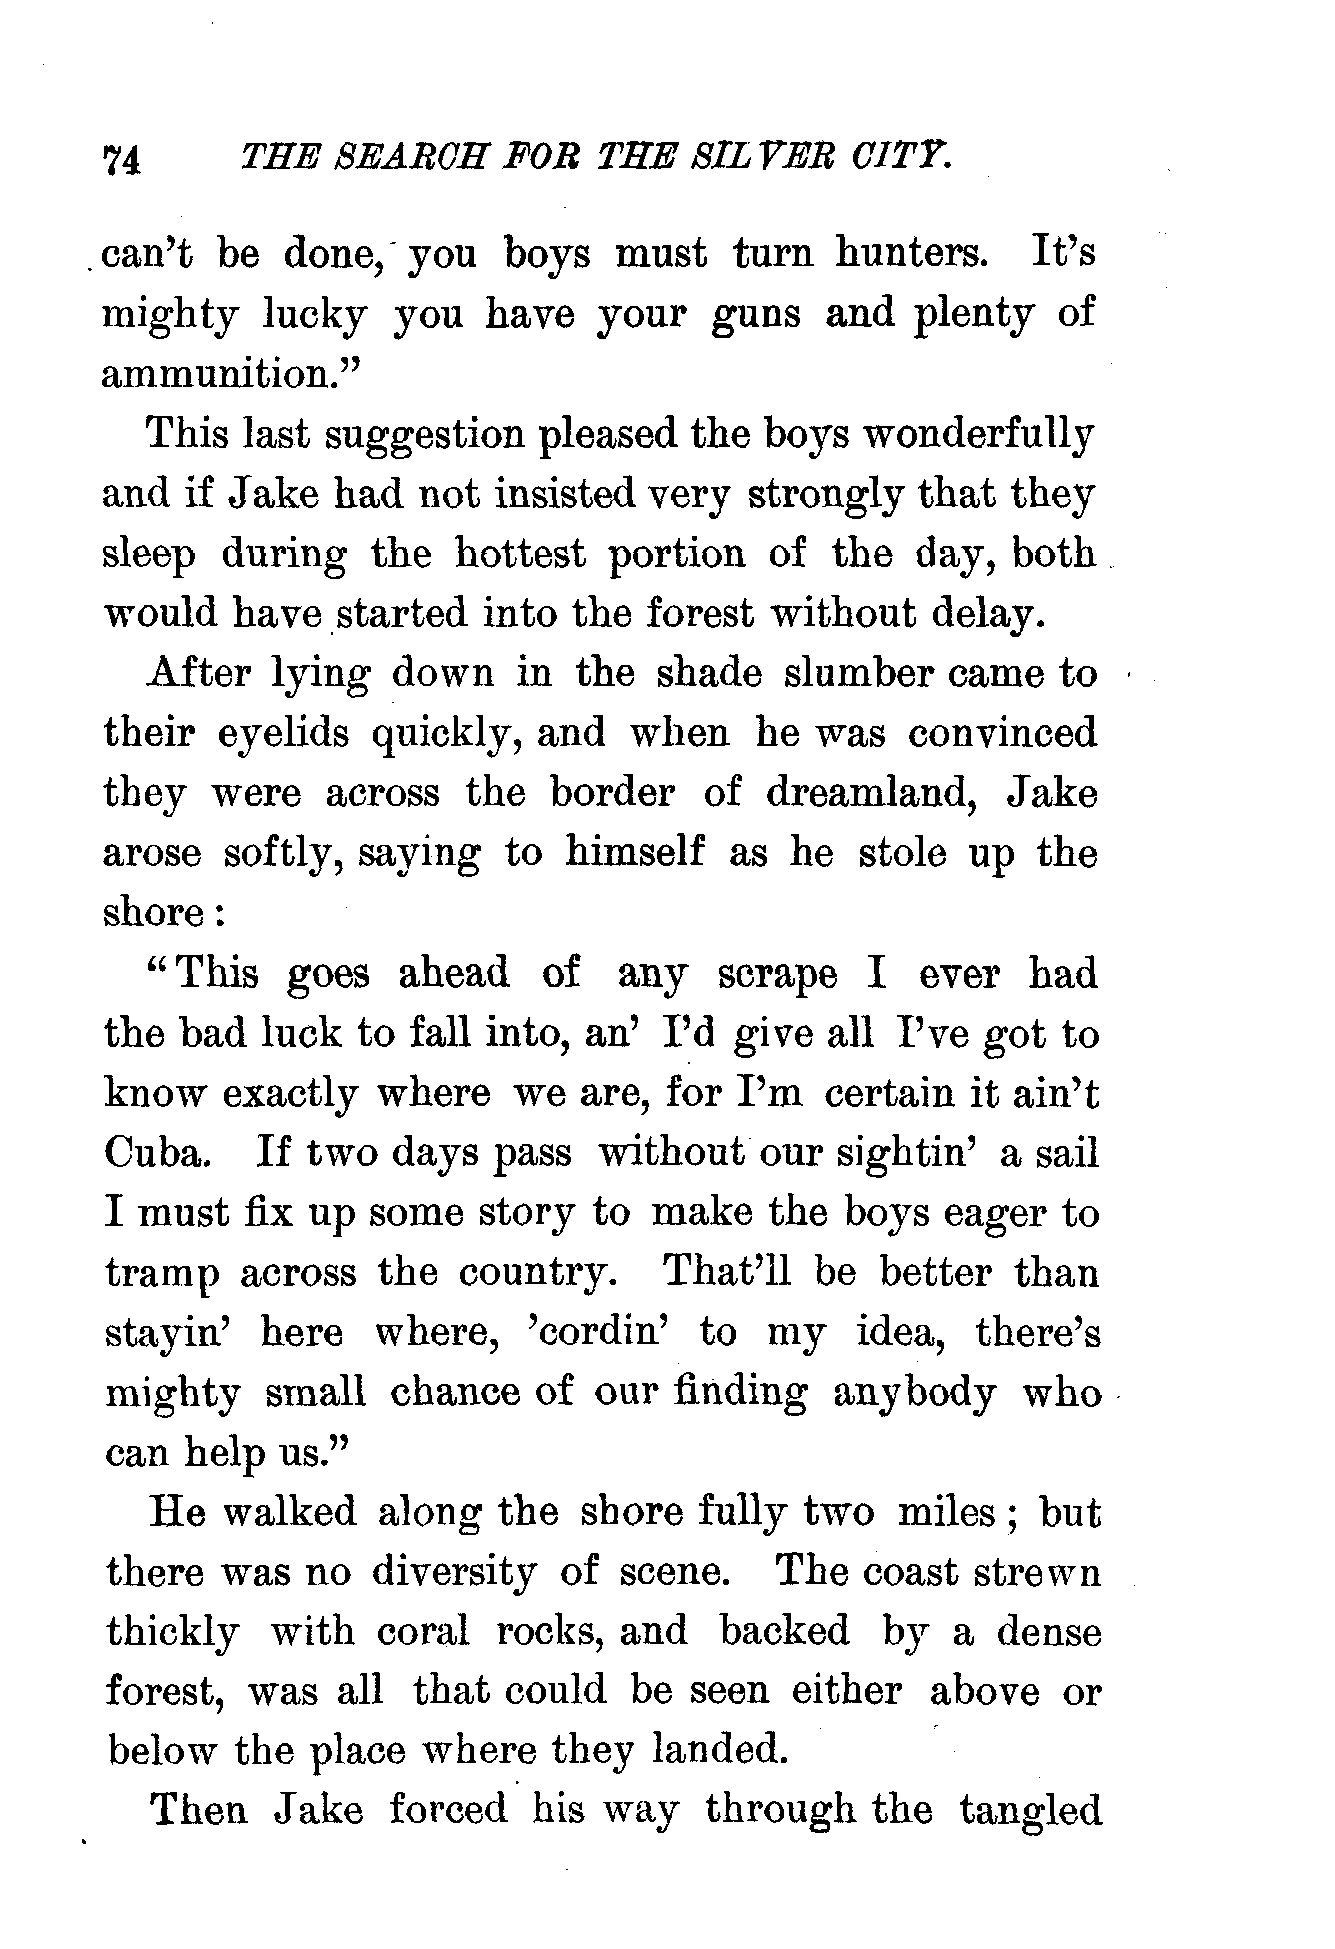 74 THE SEARCH FOR THE SILVER CITY.
can't be done, you boys must turn hunters. It's
mighty lucky you have your guns and plenty of
ammunition."
This last suggestion pleased the boys wonderfully
and if Jake had not insisted very strongly that they
sleep during the hottest portion of the day, both
would have started into the forest without delay.
After lying down in the shade slumber came to
their eyelids quickly, and when he was convinced
they were across the border of dreamland, Jake
arose softly, saying to himself as he stole up the
shore :
"This goes ahead of any scrape I ever had
the bad luck to fall into, an' I'd give all I've got to
know exactly where we are, for I'm certain it ain't
Cuba. If two days pass without our sightin' a sail
I must fix up some story to make the boys eager to
tramp across the country. That'll be better than
stayin' here where, 'cordin' to my idea, there's
mighty small chance of our finding anybody who
can help us."
He walked along the shore fully two miles ; but
there was no diversity of scene. The coast strewn
thickly with coral rocks, and backed by a dense
forest, was all that could be seen either above or
below the place where they landed.
Then Jake forced his way through the tangled